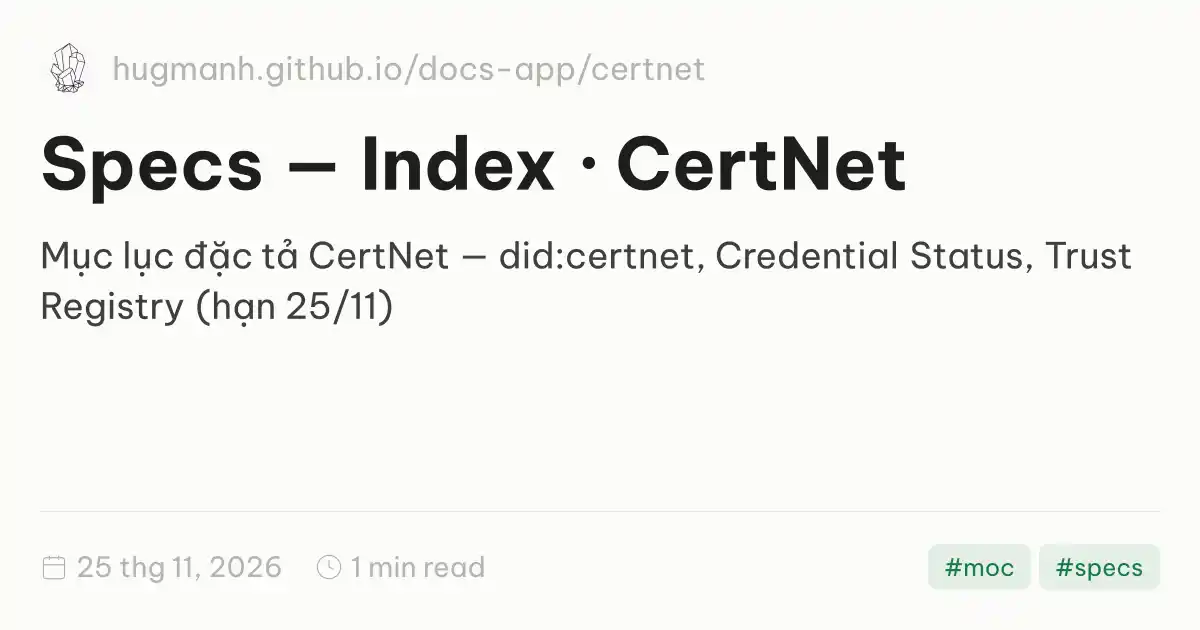 hugmanh.github.io/docs-app/certnet
Specs — Index · CertNet
Mục lục đặc tả CertNet — did:certnet, Credential Status, Trust
Registry (hạn 25/11)
25 thg 11, 2026 1 min read #moc #specs